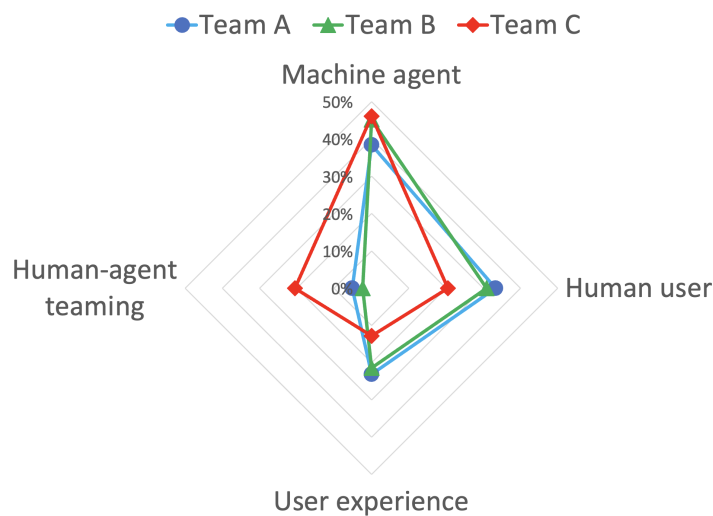 Team A Team B Team C
Machine agent
50%
40%
30%
20%
10%
0%
Human-agent
teaming
Human user
User experience